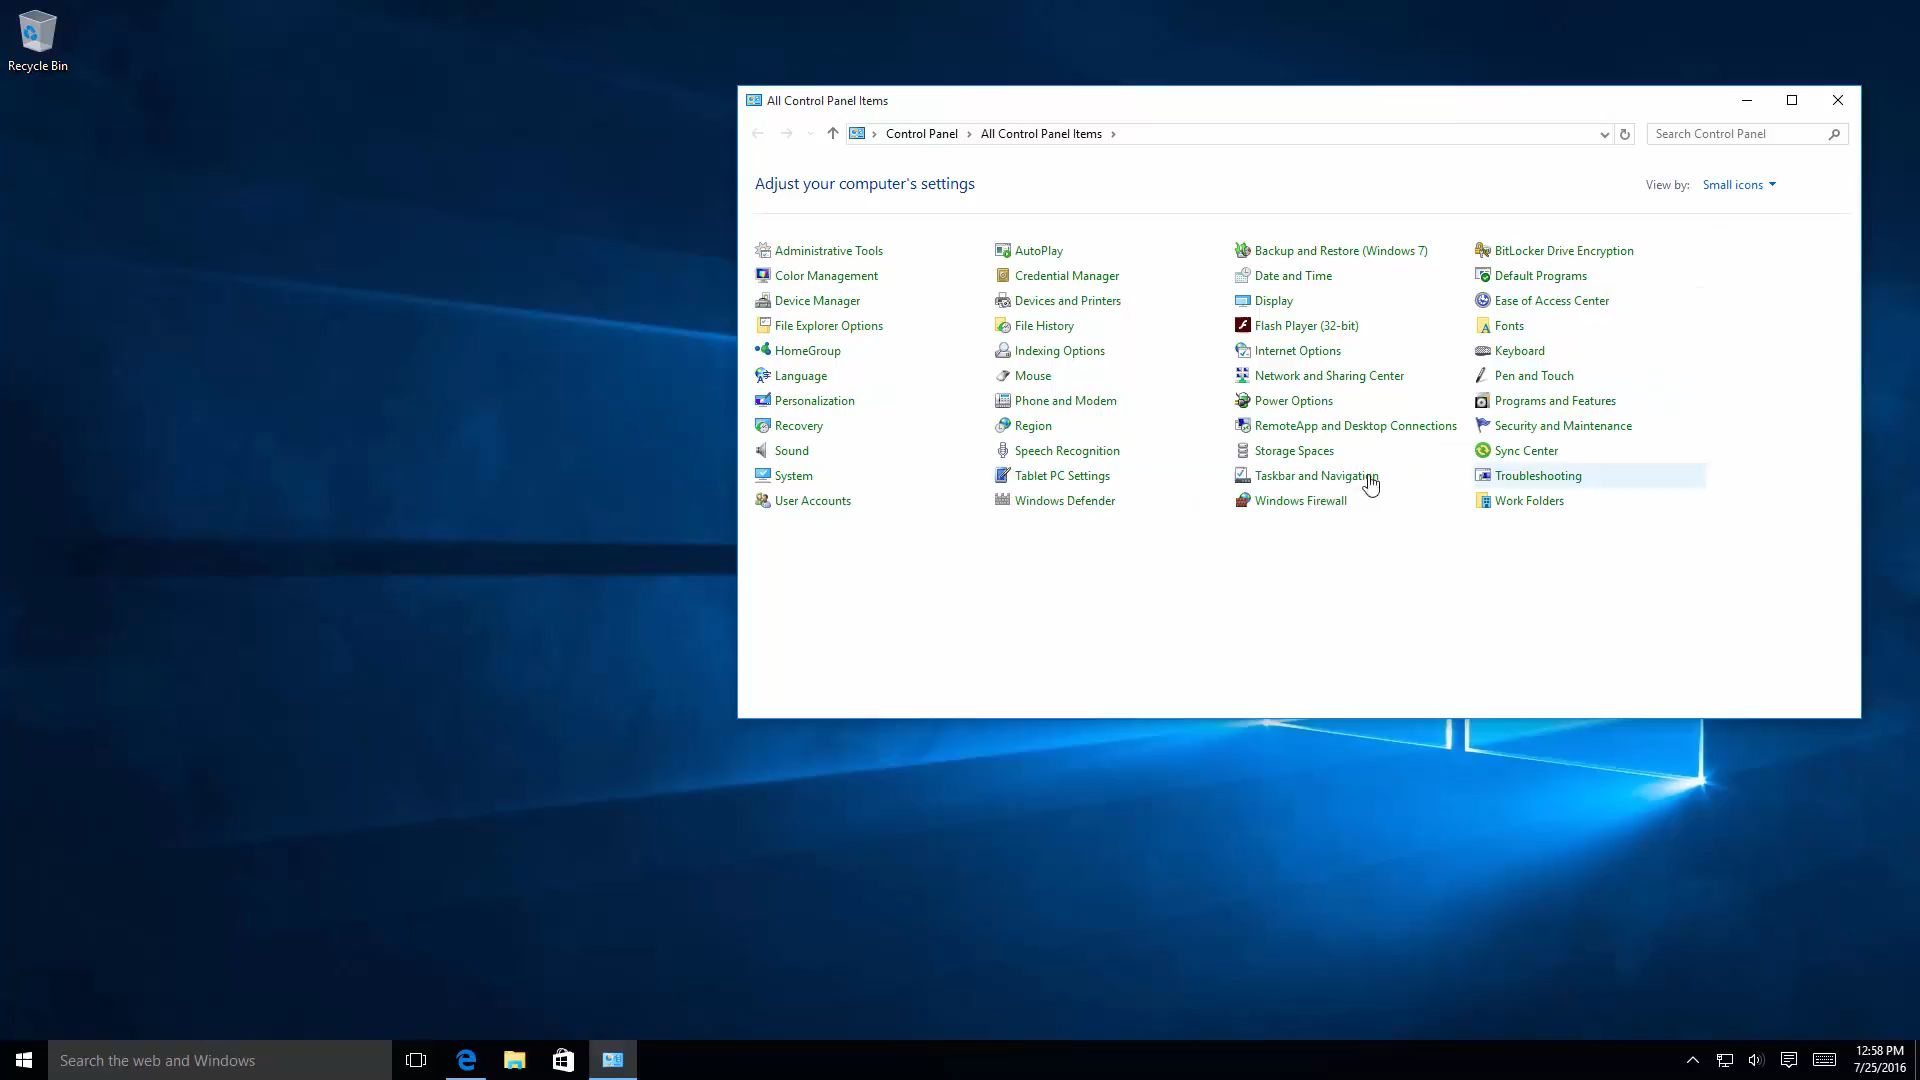 Recycle Bin
All Control Panel Items
Control Panel All Control Panel Items
Search Control Panel
Adjust your computer's settings
View by: Small icons
Administrative Tools AutoPlay Backup and Restore (Windows 7) BitLocker Drive Encryption
Color Management Credential Manager Date and Time Default Programs
Device Manager Devices and Printers Display Ease of Access Center
File Explorer Options File History Flash Player (32-bit) Fonts
HomeGroup Indexing Options Internet Options Keyboard
Language Mouse Network and Sharing Center Pen and Touch
Personalization Phone and Modem Power Options Programs and Features
Recovery Region RemoteApp and Desktop Connections Security and Maintenance
Sound Speech Recognition Storage Spaces Sync Center
System Tablet PC Settings Taskbar and Navigation Troubleshooting
User Accounts Windows Defender Windows Firewall Work Folders
Search the web and Windows
12:58 PM
7/25/2016